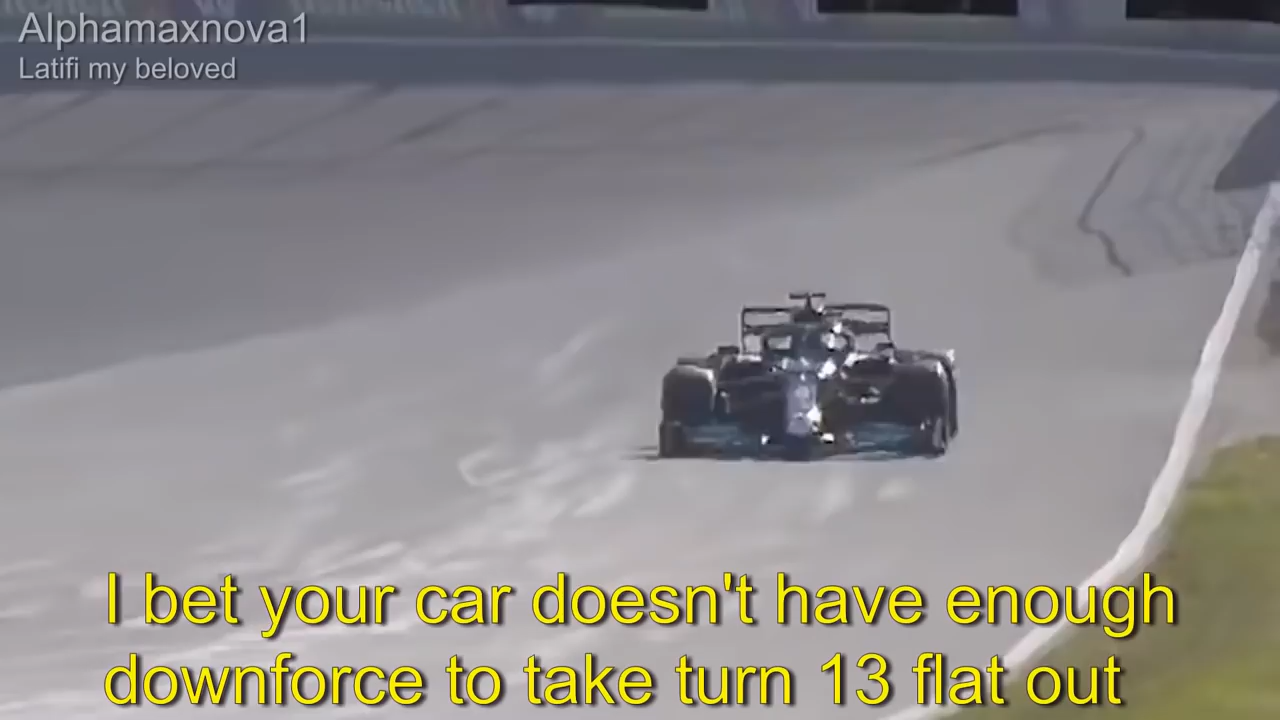 Alphamaxnova1
Latifi my beloved
I bet your car doesn't have enough
downforce to take turn 13 flat out